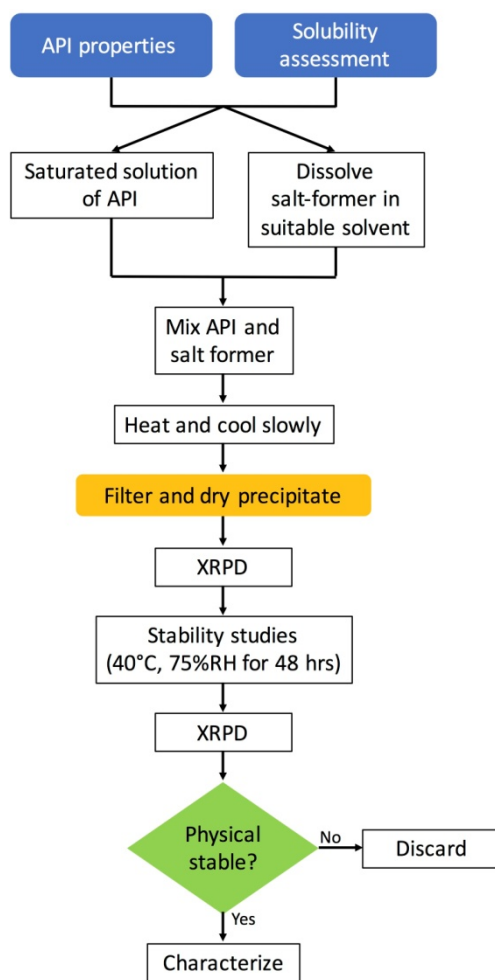 API properties
Solubility
assessment
Saturated solution
of API
Dissolve
salt-former in
suitable solvent
Mix API and
salt former
Heat and cool slowly
Filter and dry precipitate
XRPD
Stability studies
(40°C, 75%RH for 48 hrs)
XRPD
Physical
stable?
No
Discard
Yes
Characterize